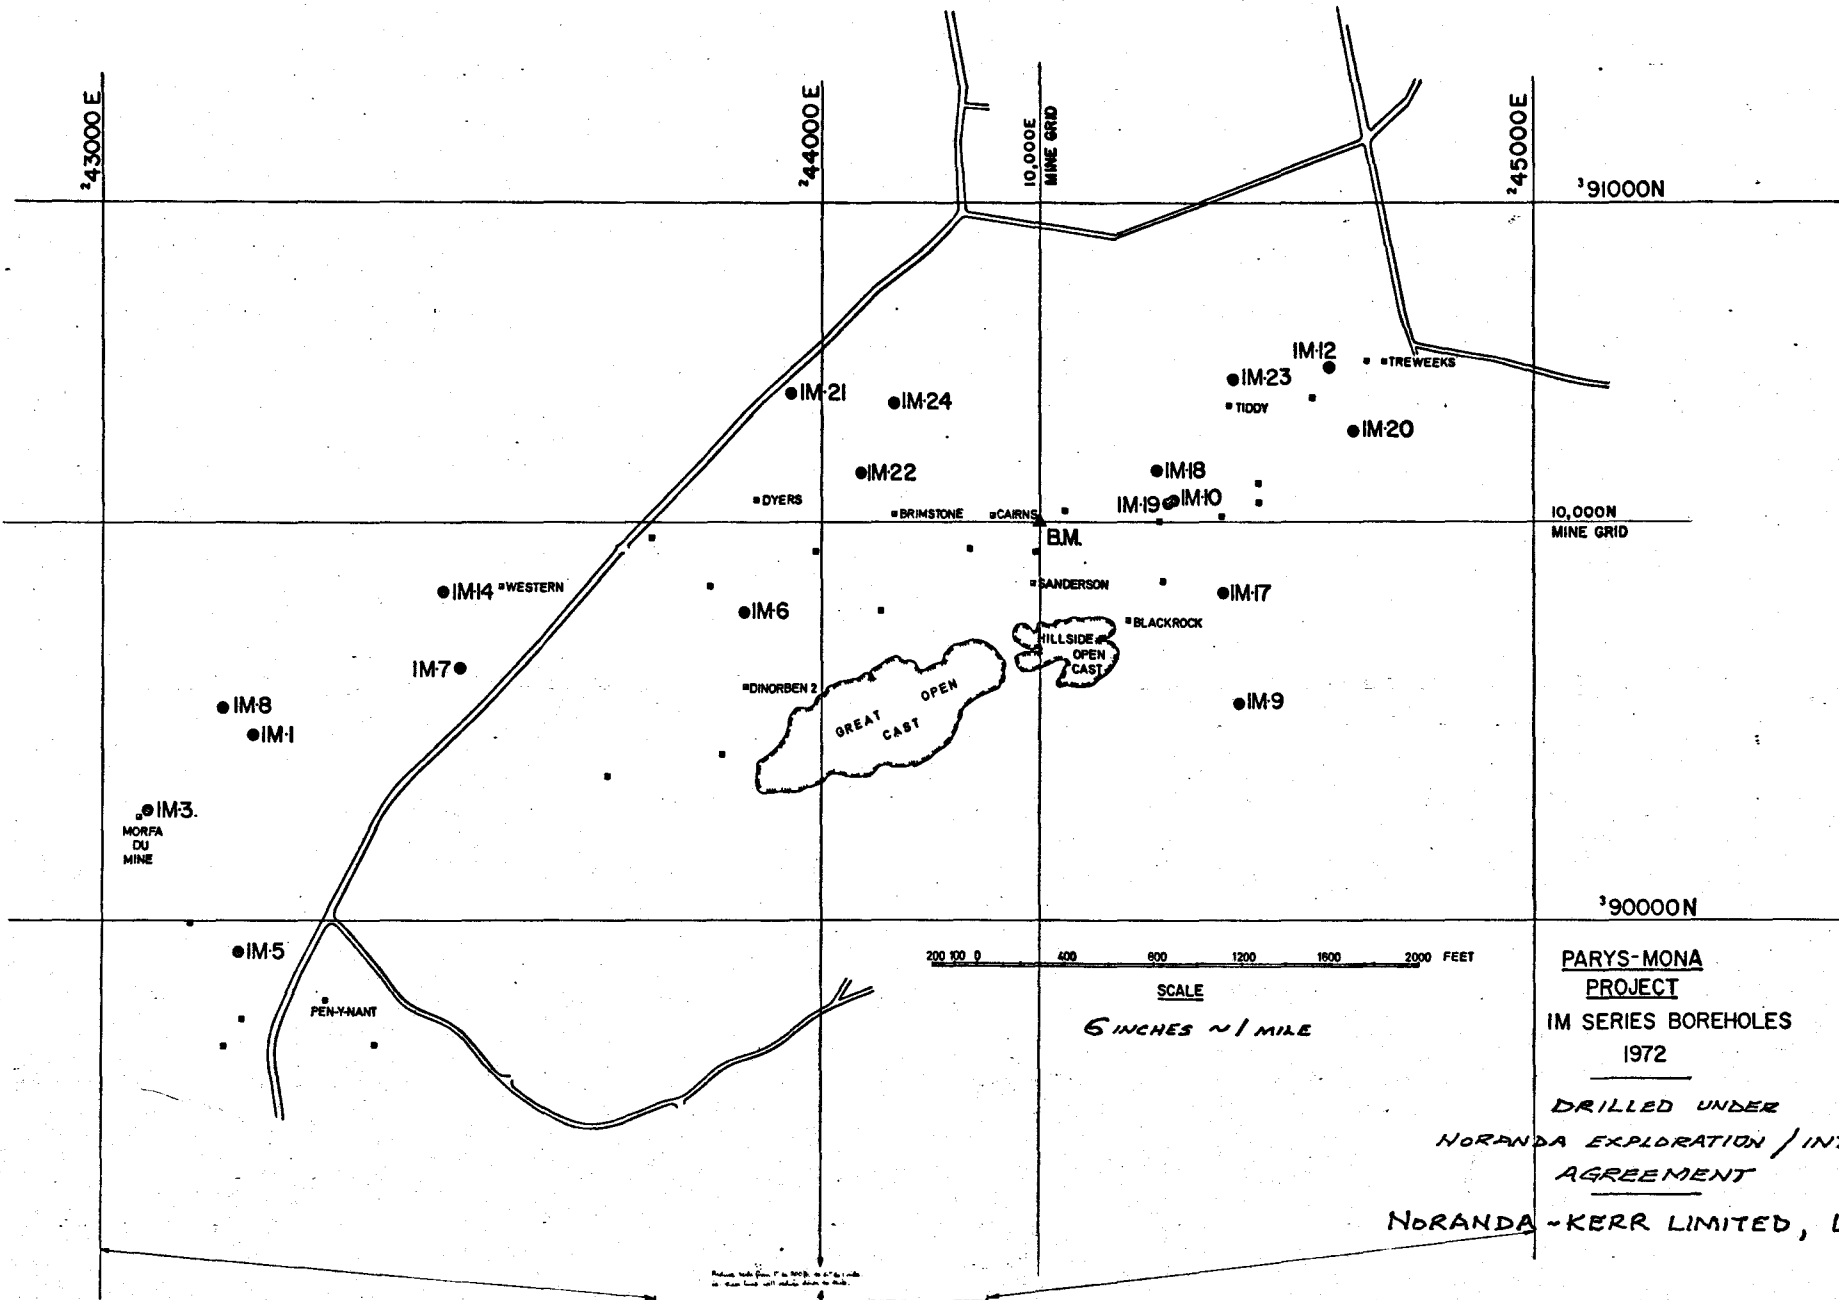 ²43000 E
²44000 E
10,000E
MINE GRID
²45000E
³91000N
IM·12
TREWEEKS
IM·23
IM·21
IM·24
TIDDY
IM·20
IM·22
IM·18
DYERS
IM·19
IM·10
BRIMSTONE
CAIRNS
10,000N
MINE GRID
B.M.
IM·14
WESTERN
SANDERSON
IM·17
IM·6
BLACKROCK
HILLSIDE
OPEN
CAST
IM·7
DINORBEN 2
GREAT OPEN
CAST
IM·8
IM·9
IM·1
IM·3.
MORFA
DU
MINE
³90000N
IM·5
PEN-Y-NANT
200 100 0 400 800 1200 1600 2000 FEET
SCALE
6 INCHES ~ 1 MILE
PARYS-MONA
PROJECT
IM SERIES BOREHOLES
1972
DRILLED UNDER
NORANDA EXPLORATION / INT
AGREEMENT
NORANDA - KERR LIMITED,